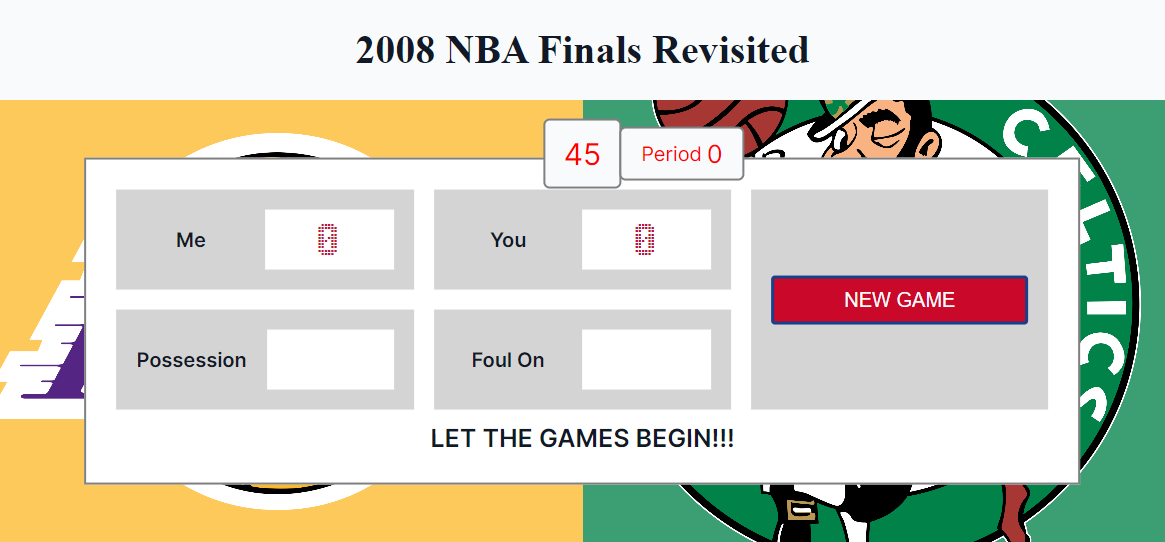 2008 NBA Finals Revisited
45
Period 0
Me
0
You
0
NEW GAME
Possession
Foul On
LET THE GAMES BEGIN!!!